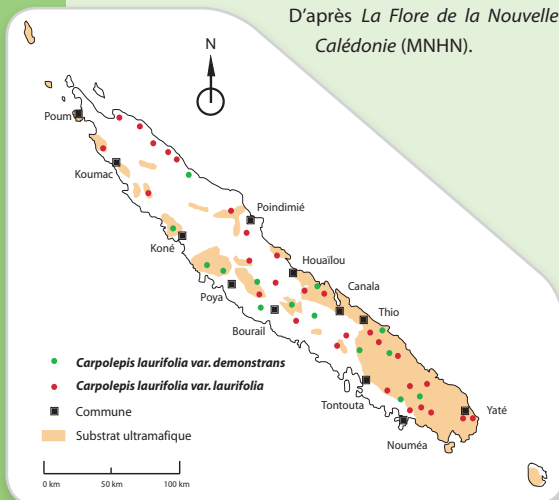 D'après La Flore de la Nouvelle
Calédonie (MNHN).
N
Poum
Koumac
Poindimié
Koné
Houaïlou
Canala
Poya
Thio
Bourail
Carpolepis laurifolia var. demonstrans
Carpolepis laurifolia var. laurifolia
Commune
Substrat ultramafique
Tontouta
Yaté
Nouméa
0 km 50 km 100 km